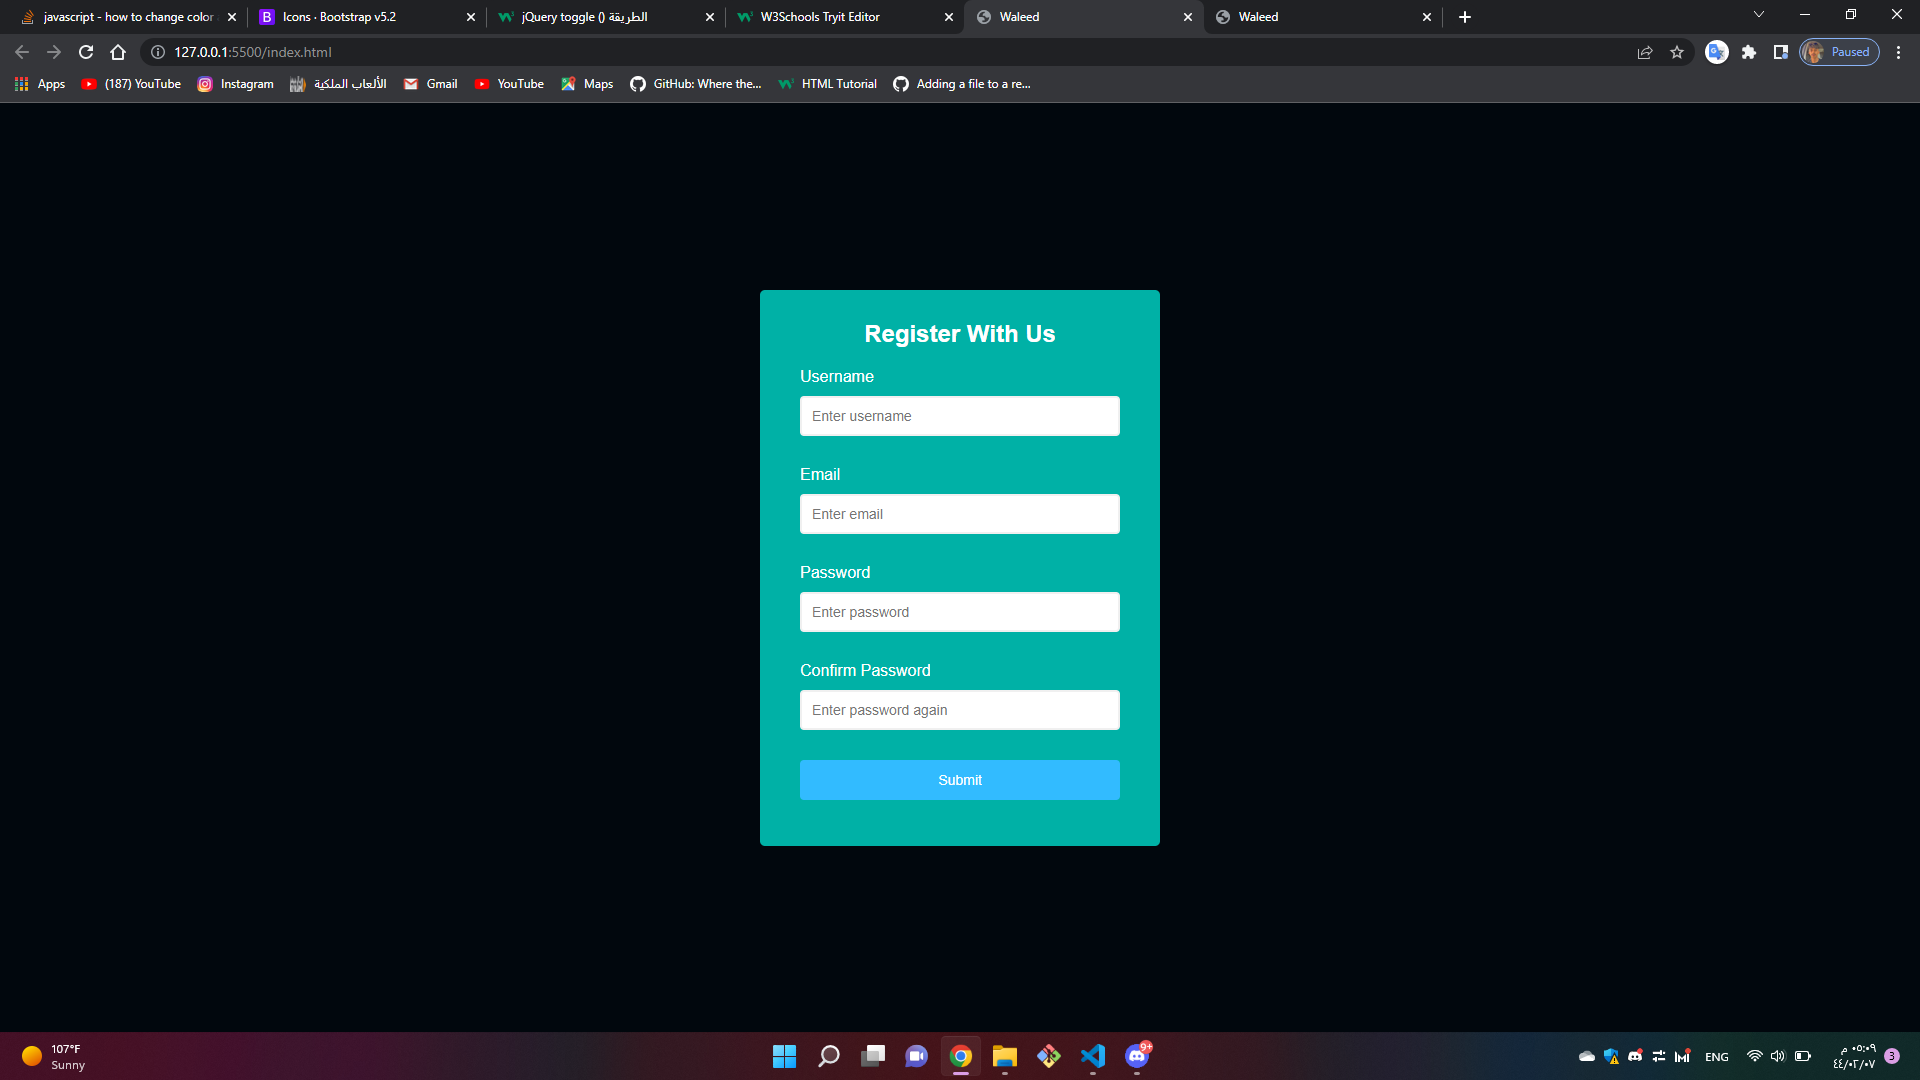 javascript - how to change color
Icons · Bootstrap v5.2
jQuery toggle () الطريقة
W3Schools Tryit Editor
Waleed
Waleed
127.0.0.1:5500/index.html
Paused
Apps
(187) YouTube
Instagram
الألعاب الملكية
Gmail
YouTube
Maps
GitHub: Where the...
HTML Tutorial
Adding a file to a re...
Register With Us
Username
Enter username
Email
Enter email
Password
Enter password
Confirm Password
Enter password again
Submit
107°F
Sunny
9+
ENG
٠٥:٠٩ م
٤٤/٠٢/٠٧
3